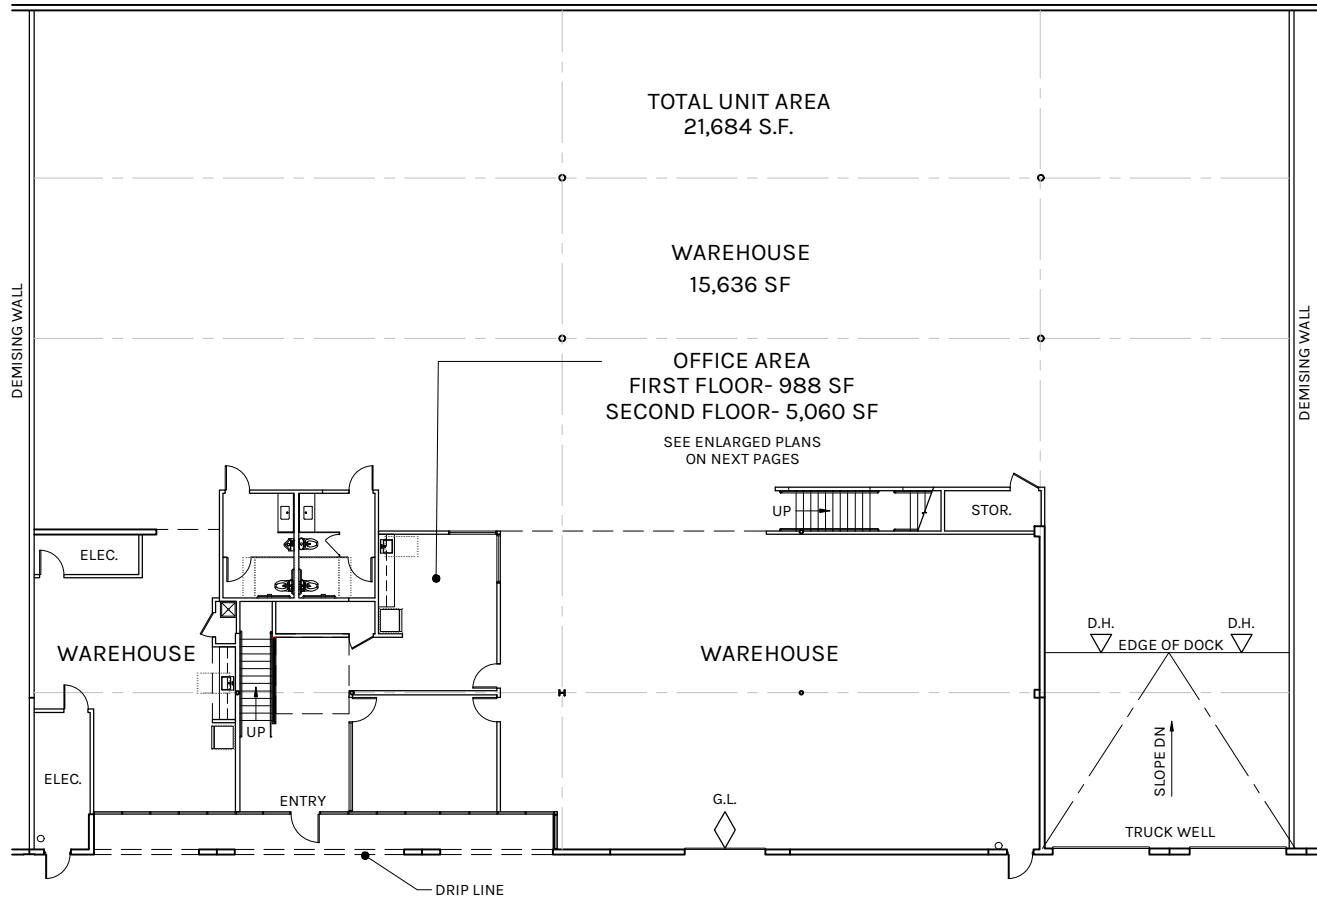 TOTAL UNIT AREA
21,684 S.F.
WAREHOUSE
15,636 SF
DEMISING WALL
DEMISING WALL
OFFICE AREA
FIRST FLOOR- 988 SF
SECOND FLOOR- 5,060 SF
SEE ENLARGED PLANS
ON NEXT PAGES
UP
STOR.
ELEC.
D.H.
D.H.
EDGE OF DOCK
WAREHOUSE
WAREHOUSE
UP
SLOPE DN
ELEC.
ENTRY
G.L.
TRUCK WELL
DRIP LINE